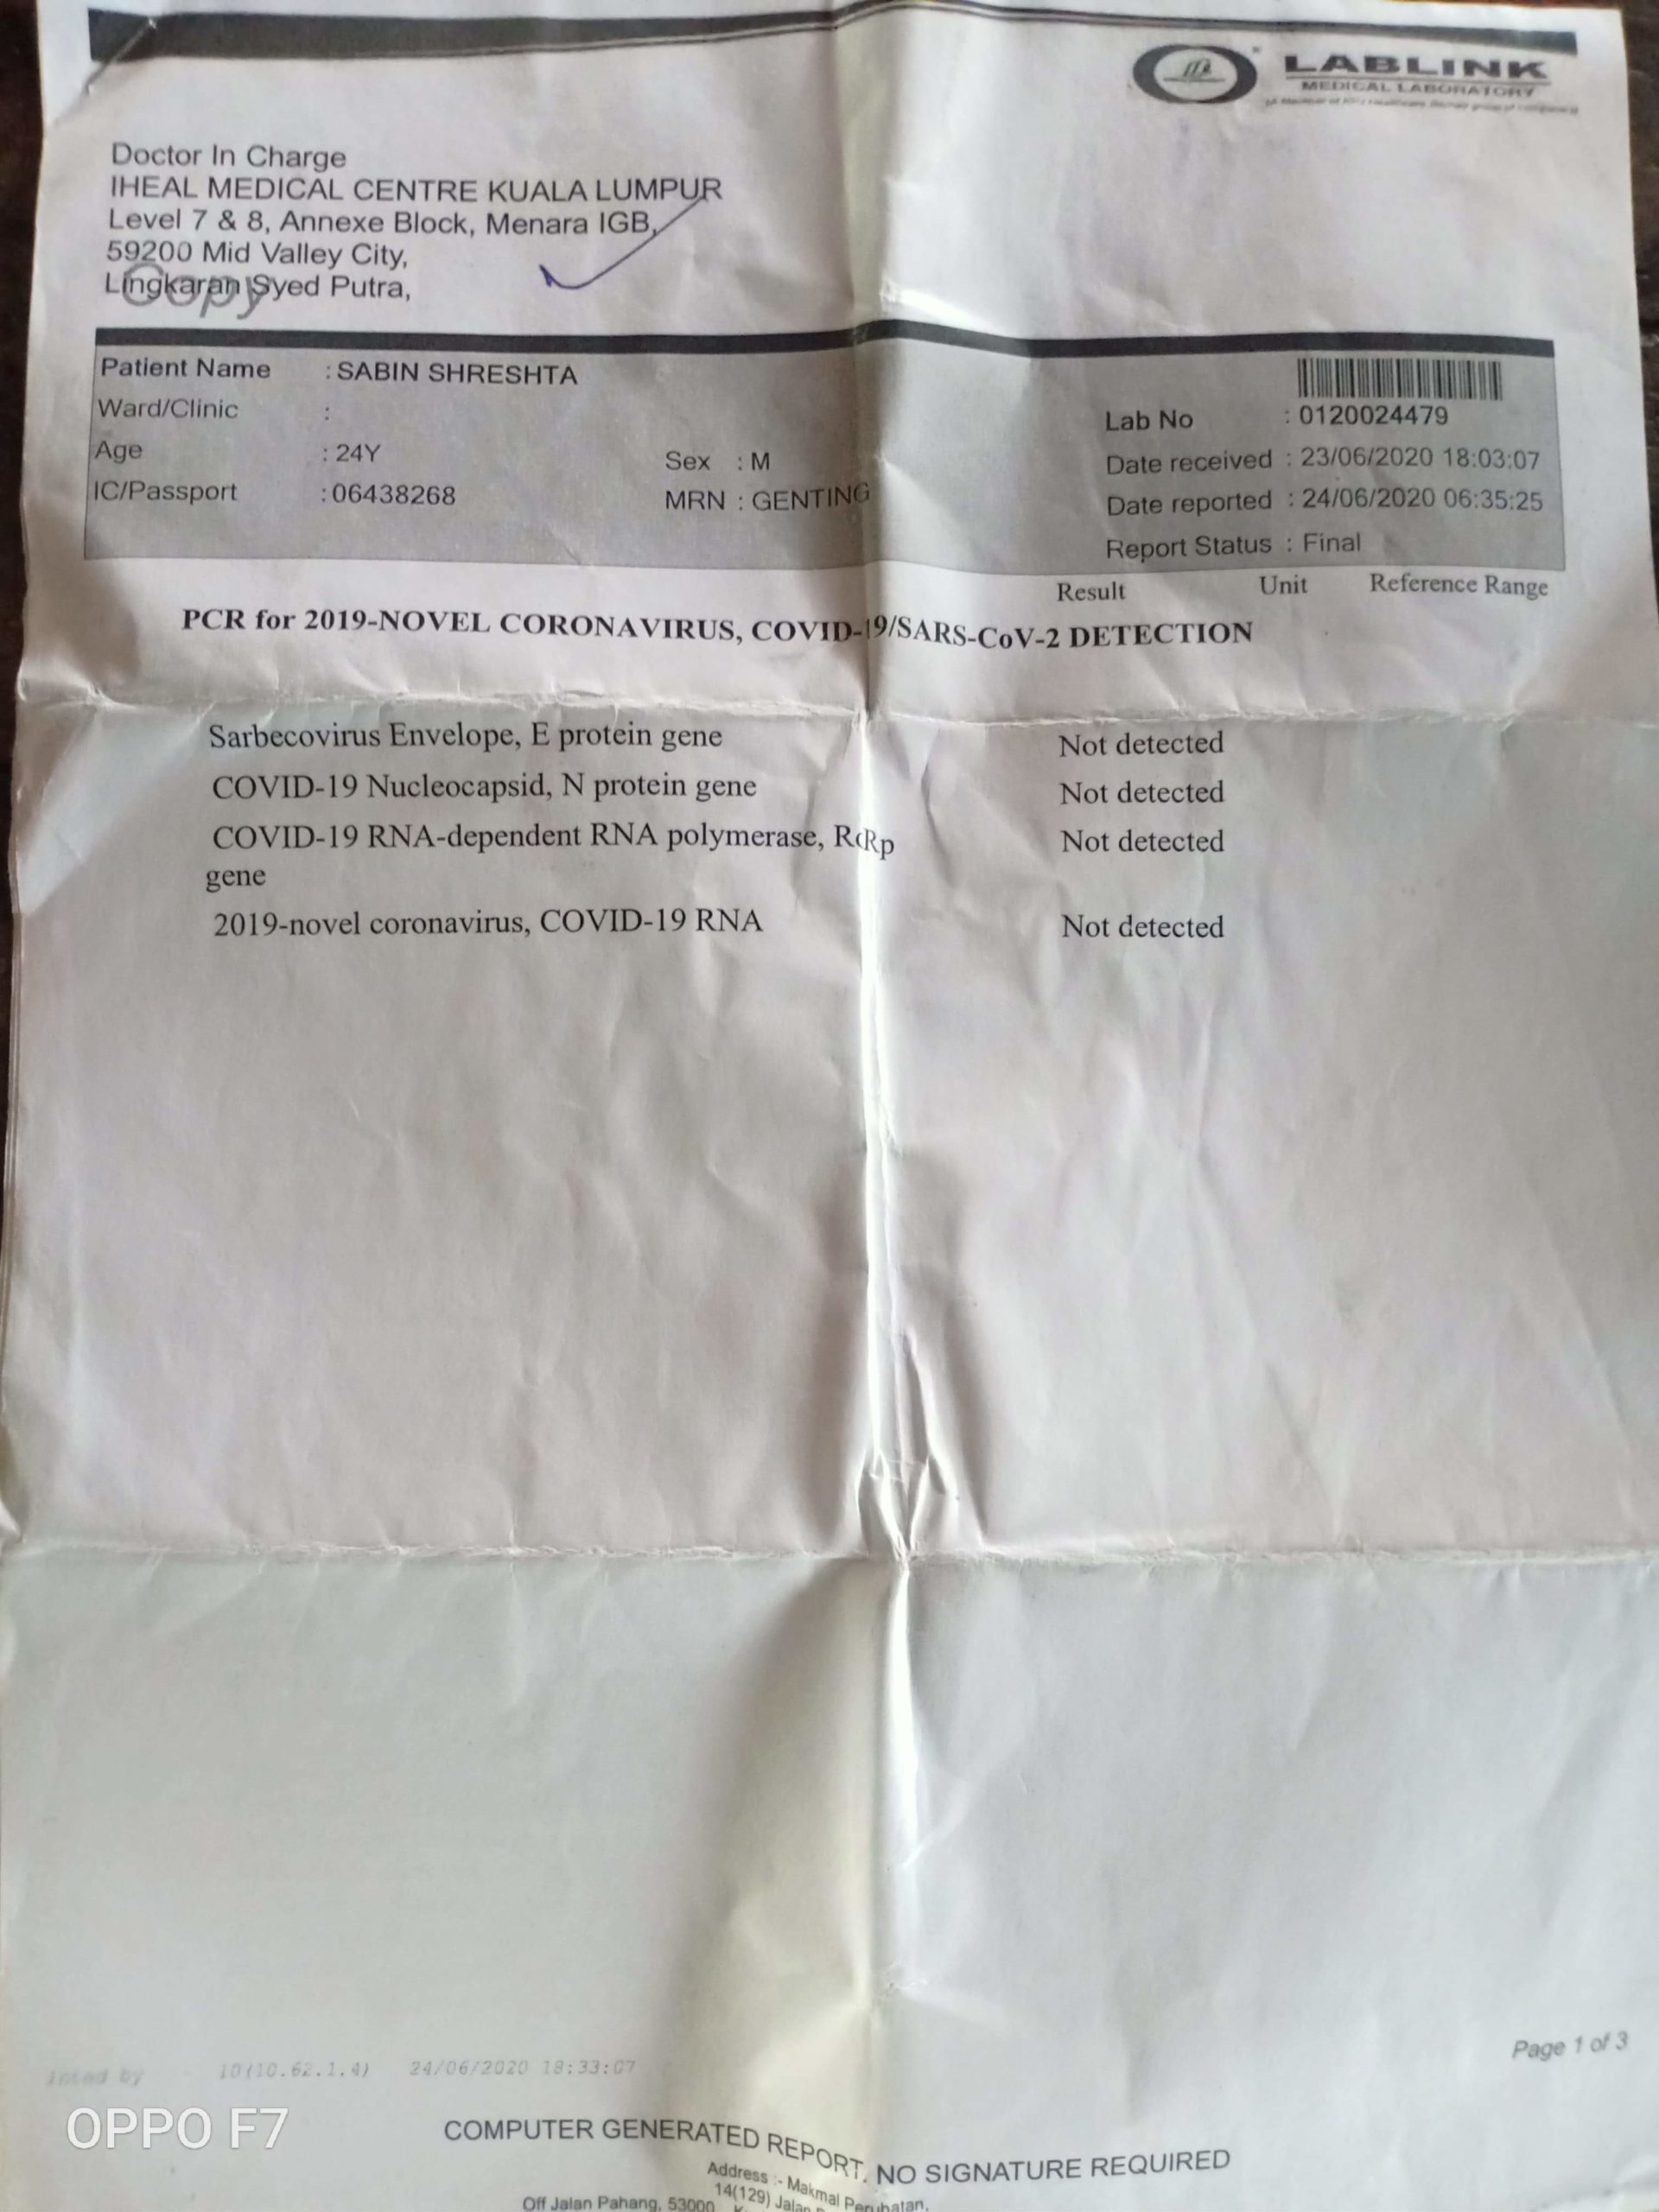 LABLINK
MEDICAL LABORATORY
Doctor In Charge
IHEAL MEDICAL CENTRE KUALA LUMPUR
Level 7 & 8, Annexe Block, Menara IGB,
59200 Mid Valley City,
Lingkaran Syed Putra,
Copy
Patient Name : SABIN SHRESHTA
Ward/Clinic :
Lab No : 0120024479
Age : 24Y Sex : M
Date received : 23/06/2020 18:03:07
IC/Passport : 06438268 MRN : GENTING
Date reported : 24/06/2020 06:35:25
Report Status : Final
Result Unit Reference Range
PCR for 2019-NOVEL CORONAVIRUS, COVID-19/SARS-CoV-2 DETECTION
Sarbecovirus Envelope, E protein gene Not detected
COVID-19 Nucleocapsid, N protein gene Not detected
COVID-19 RNA-dependent RNA polymerase, RdRp Not detected
gene
2019-novel coronavirus, COVID-19 RNA Not detected
Page 1 of 3
by 10(10.62.1.4) 24/06/2020 18:33:07
OPPO F7
COMPUTER GENERATED REPORT. NO SIGNATURE REQUIRED
Address :- Makmal Perubatan,
14(129) Jalan
Off Jalan Pahang, 53000